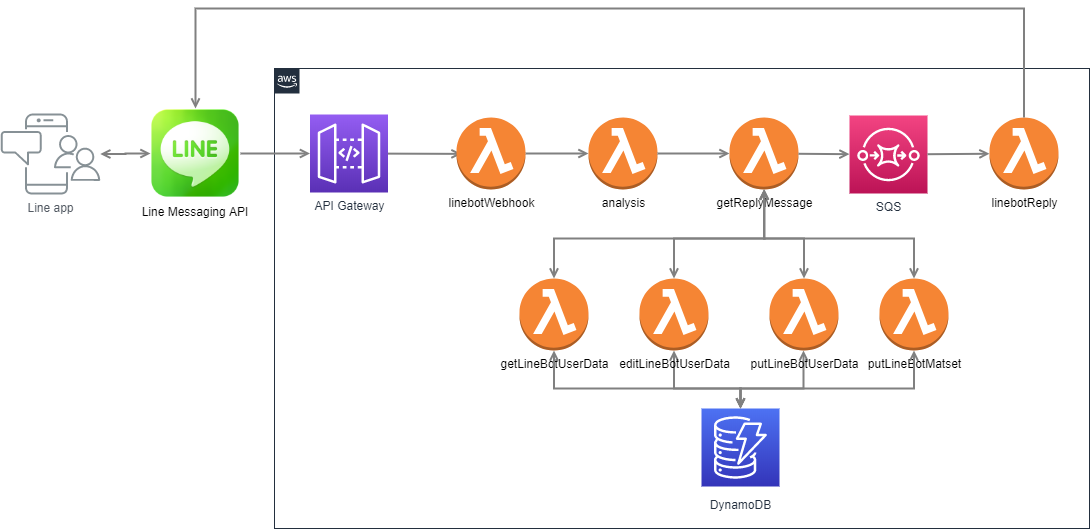 aws
LINE
</>
Line app
Line Messaging API
API Gateway
linebotWebhook
analysis
getReplyMessage
SQS
linebotReply
getLineBotUserData
editLineBotUserData
putLineBotUserData
putLineBotMatset
DynamoDB